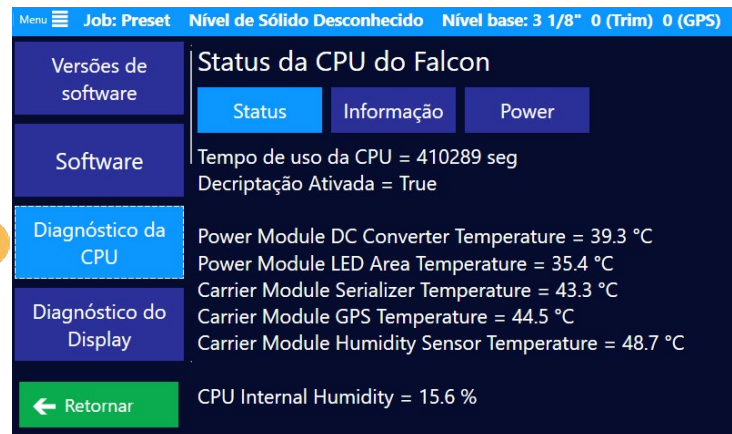 Menu Job: Preset Nível de Sólido Desconhecido Nível base: 3 1/8" 0 (Trim) 0 (GPS)
Versões de
software
Software
Diagnóstico da
CPU
Diagnóstico do
Display
Retornar
Status da CPU do Falcon
Status Informação Power
Tempo de uso da CPU = 410289 seg
Decriptação Ativada = True
Power Module DC Converter Temperature = 39.3 °C
Power Module LED Area Temperature = 35.4 °C
Carrier Module Serializer Temperature = 43.3 °C
Carrier Module GPS Temperature = 44.5 °C
Carrier Module Humidity Sensor Temperature = 48.7 °C
CPU Internal Humidity = 15.6 %